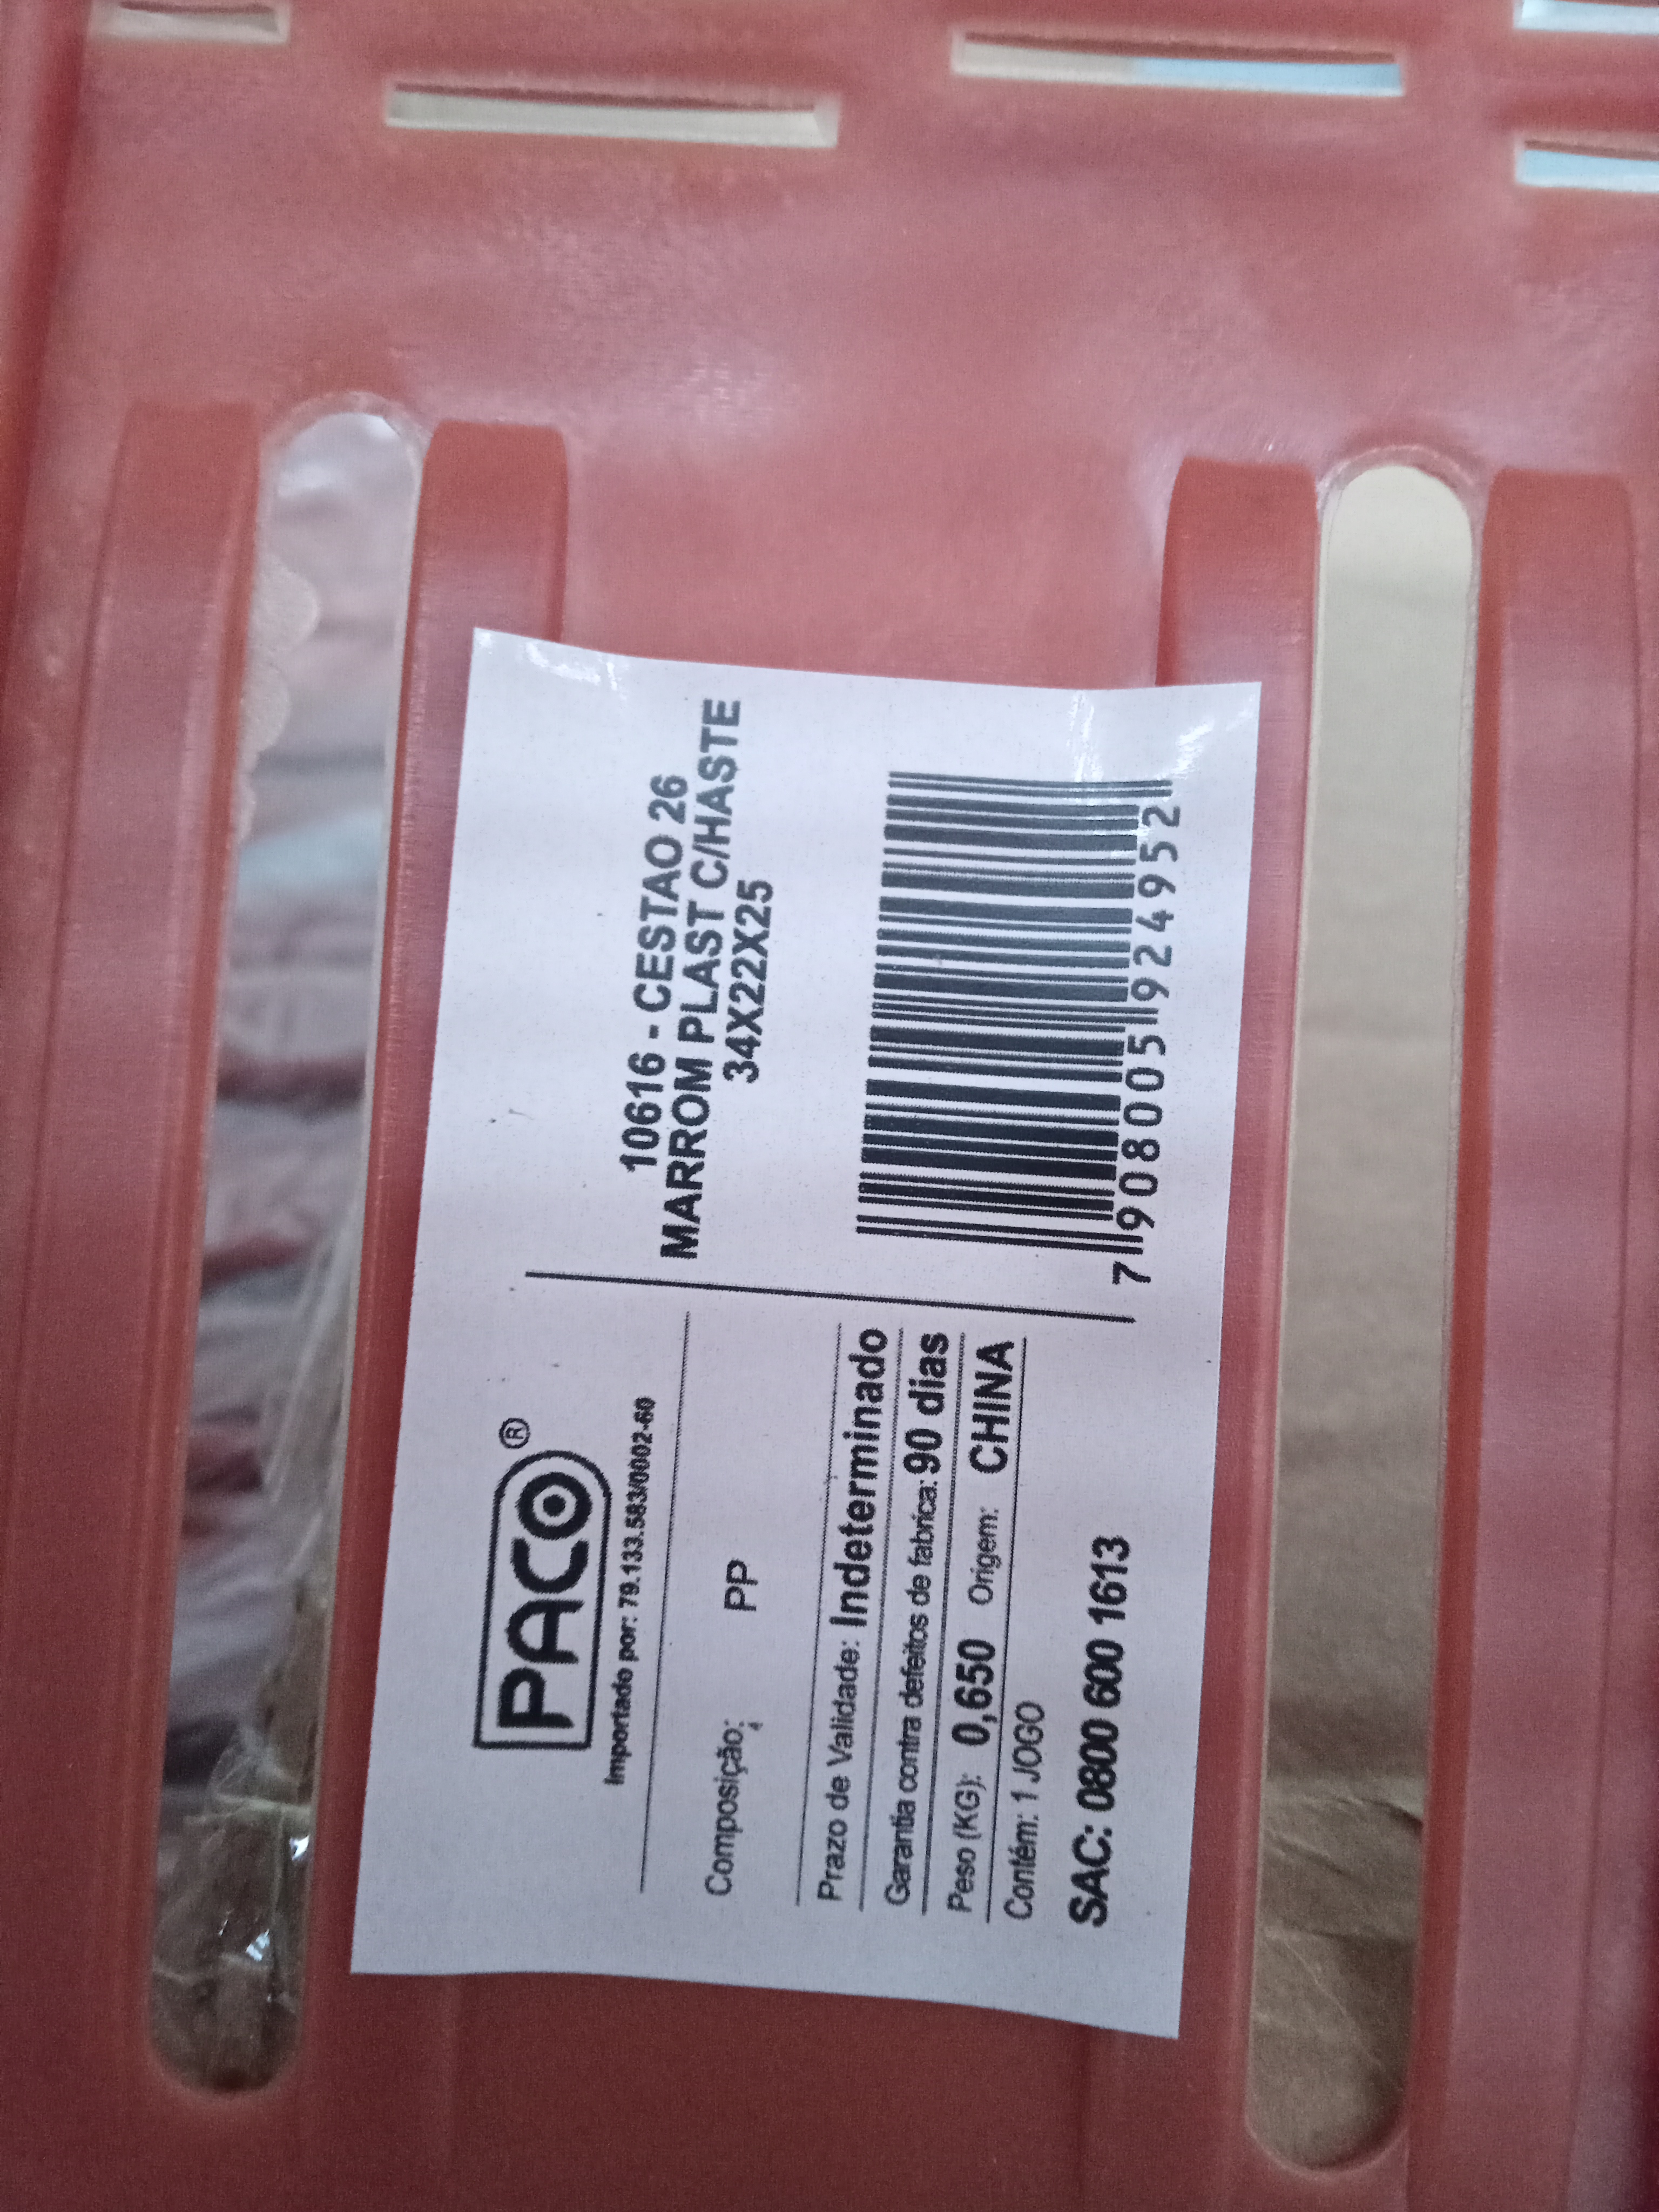 PACO®
Importado por: 79.133.583/0002-60
Composição:
PP
Prazo de Validade: Indeterminado
Garantia contra defeitos de fabrica: 90 dias
Peso (KG): 0,650 Origem: CHINA
Contém: 1 JOGO
SAC: 0800 600 1613
10616 - CESTAO 26
MARROM PLAST C/HASTE
34X22X25
7908005924952